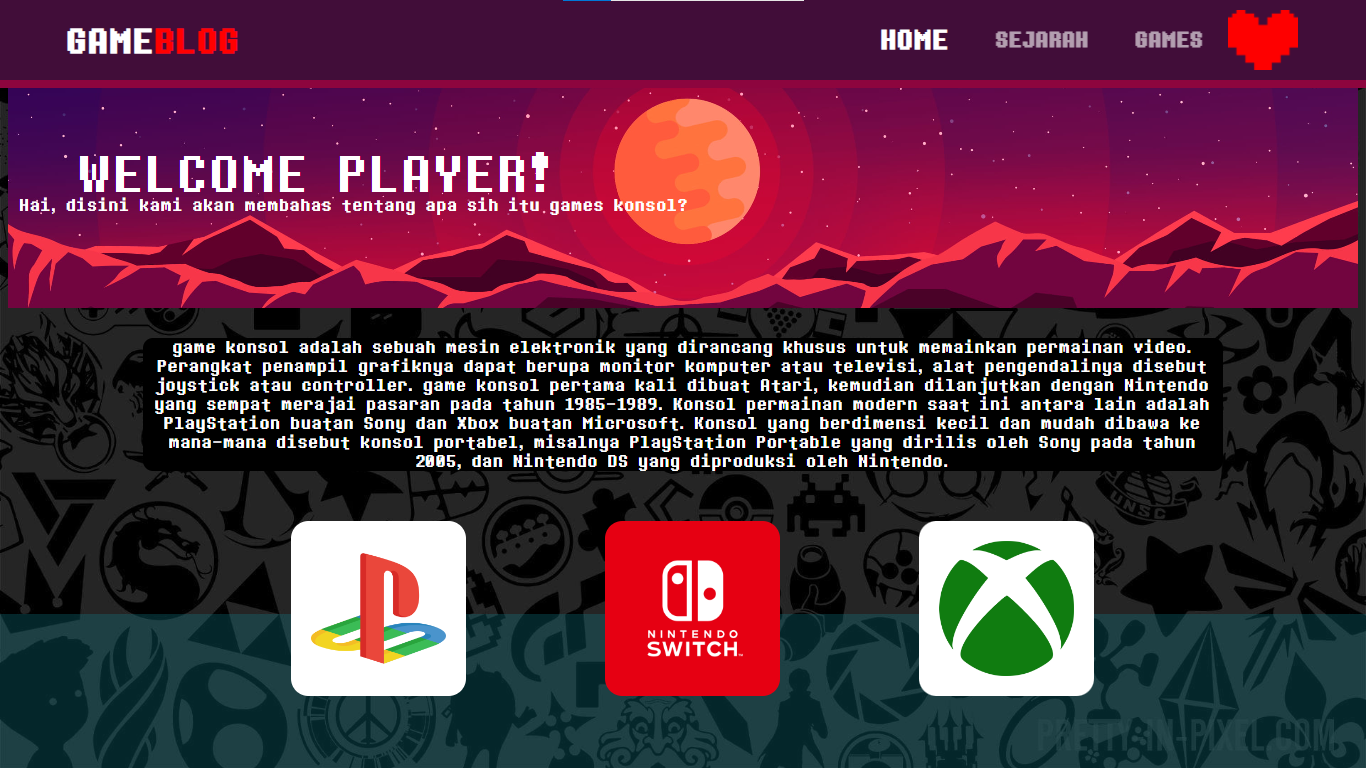 GAMEBLOG
HOME SEJARAH GAMES
WELCOME PLAYER!
Hai, disini kami akan membahas tentang apa sih itu games konsol?
game konsol adalah sebuah mesin elektronik yang dirancang khusus untuk memainkan permainan video.
Perangkat penampil grafiknya dapat berupa monitor komputer atau televisi, alat pengendalinya disebut
joystick atau controller. game konsol pertama kali dibuat Atari, kemudian dilanjutkan dengan Nintendo
yang sempat merajai pasaran pada tahun 1985-1989. Konsol permainan modern saat ini antara lain adalah
PlayStation buatan Sony dan Xbox buatan Microsoft. Konsol yang berdimensi kecil dan mudah dibawa ke
mana-mana disebut konsol portabel, misalnya PlayStation Portable yang dirilis oleh Sony pada tahun
2005, dan Nintendo DS yang diproduksi oleh Nintendo.
UNSC
NINTENDO
SWITCH™
PRETTY-IN-PIXEL.COM